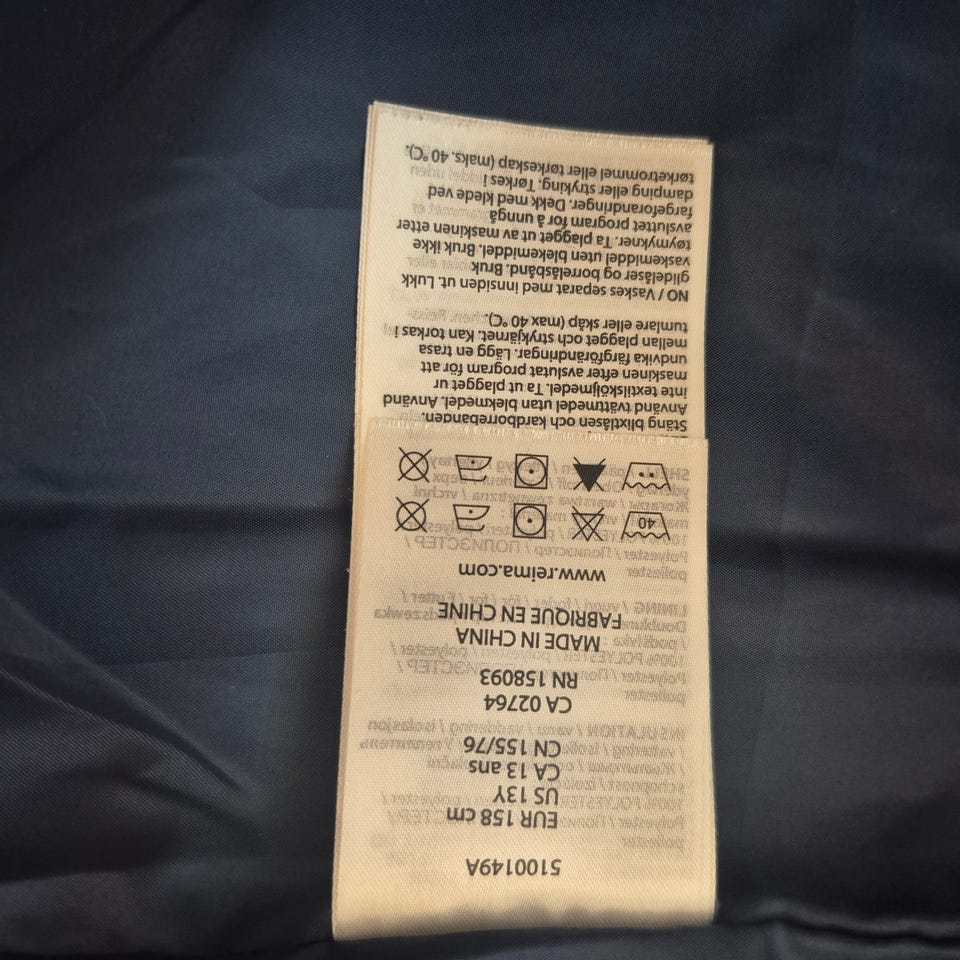 5100149A
EUR 158 cm
US 13Y
CA 13 ans
CN 155/76
CA 02764
RN 158093
MADE IN CHINA
FABRIQUE EN CHINE
www.reima.com
40
Stäng blixtlåsen och kardborrebanden.
Använd tvättmedel utan blekmedel. Använd
inte textilsköljmedel. Ta ut plagget ur
maskinen efter avslutat program för att
undvika färgförändringar. Lägg en trasa
mellan plagget och strykjärnet. Kan torkas i
tumlare eller skåp (max 40 °C).
NO / Vaskes separat med innsiden ut. Lukk
glidelåser og borrelåsbånd. Bruk
vaskemiddel uten blekemiddel. Bruk ikke
tøymykner. Ta plagget ut av maskinen etter
avsluttet program for å unngå
fargeforandringer. Dekk med klede ved
damping eller stryking. Tørkes i
tørketrommel eller tørkeskap (maks. 40 °C).